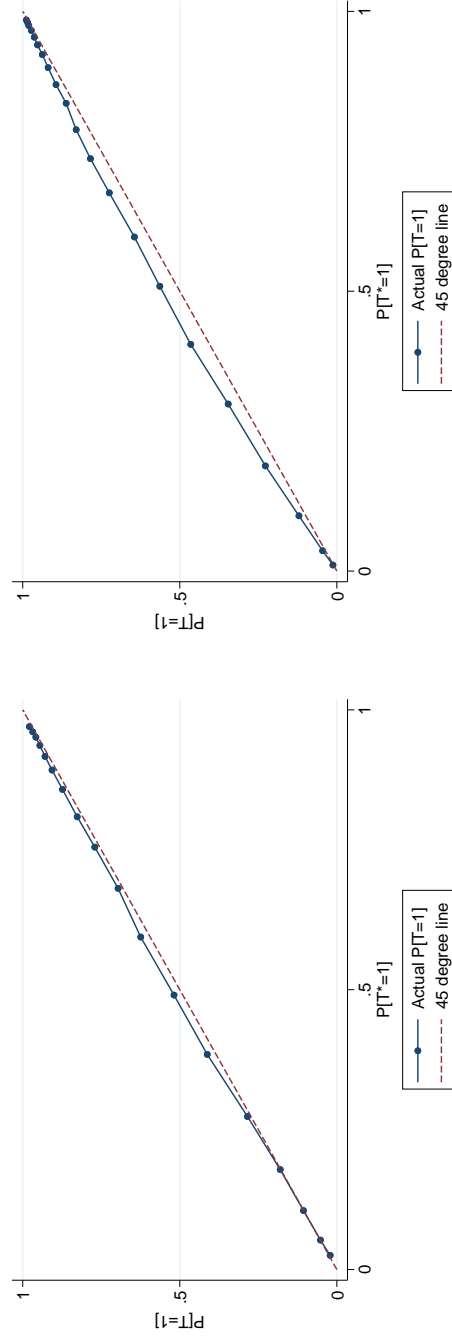 1
.5
0
P[T=1]
0
.5
1
P[T*=1]
Actual P[T=1]
45 degree line
1
.5
0
P[T=1]
0
.5
1
P[T*=1]
Actual P[T=1]
45 degree line